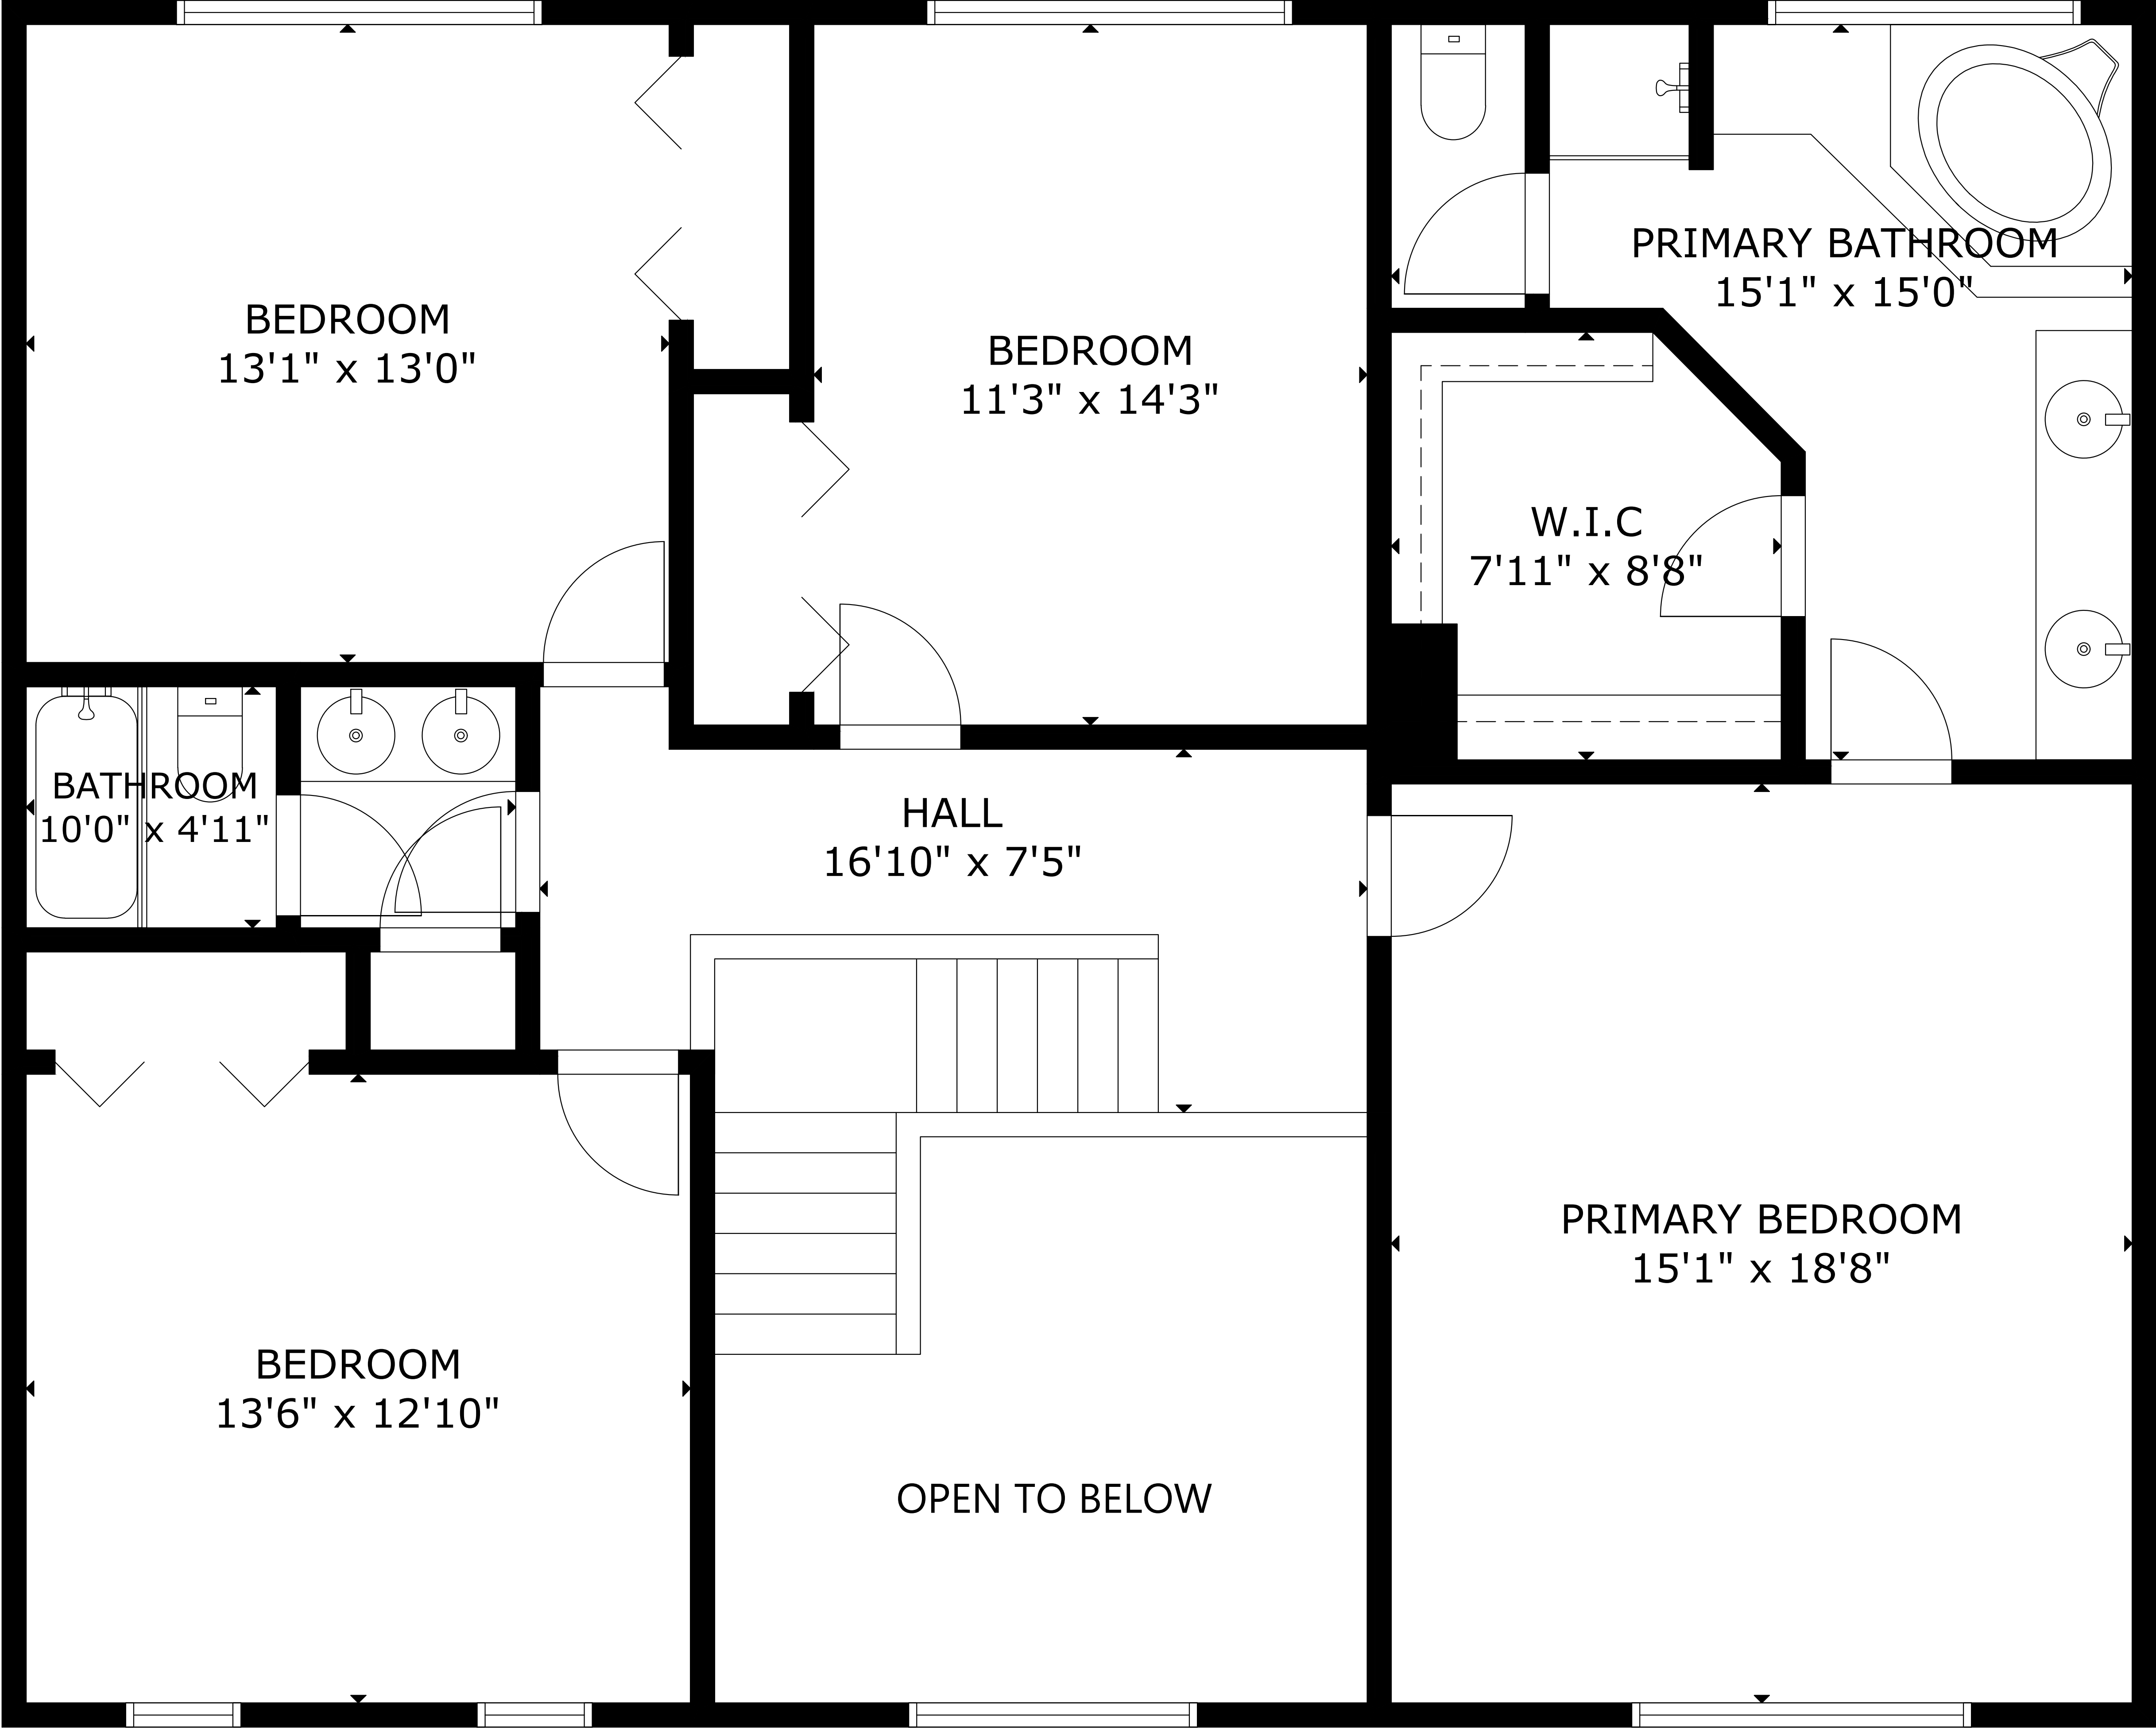 BEDROOM
13'1" x 13'0"
BEDROOM
11'3" x 14'3"
PRIMARY BATHROOM
15'1" x 15'0"
W.I.C
7'11" x 8'8"
BATHROOM
10'0" x 4'11"
HALL
16'10" x 7'5"
PRIMARY BEDROOM
15'1" x 18'8"
BEDROOM
13'6" x 12'10"
OPEN TO BELOW